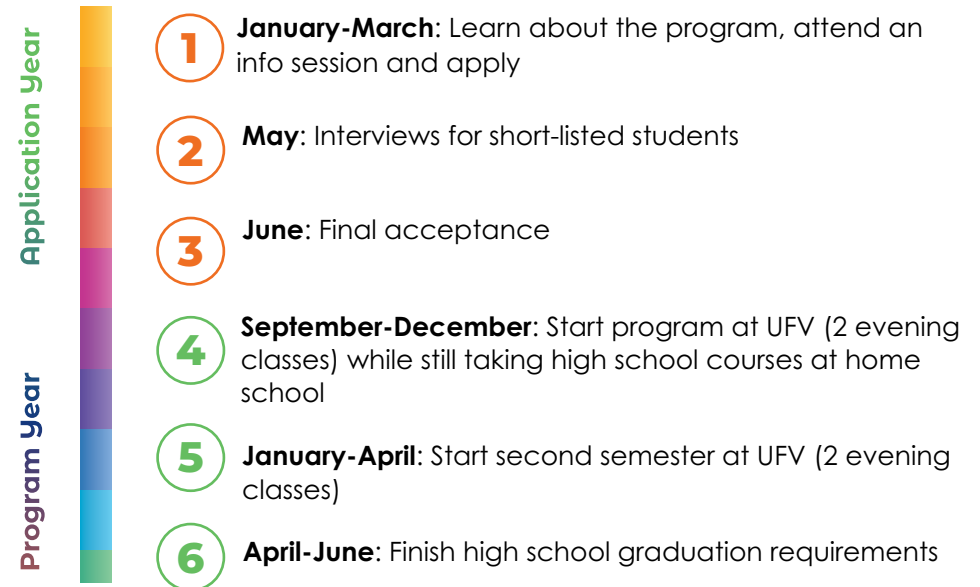 Application Year
1
January-March: Learn about the program, attend an
info session and apply
2
May: Interviews for short-listed students
3
June: Final acceptance
Program Year
4
September-December: Start program at UFV (2 evening
classes) while still taking high school courses at home
school
5
January-April: Start second semester at UFV (2 evening
classes)
6
April-June: Finish high school graduation requirements